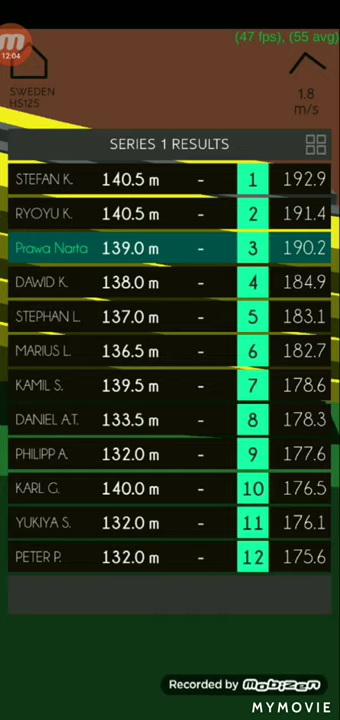 (47 fps), (55 avg)
12:04
SWEDEN
HS125
1.8
m/s
SERIES 1 RESULTS
STEFAN K. 140.5 m - 1 192.9
RYOYU K. 140.5 m - 2 191.4
Prawa Narta 139.0 m - 3 190.2
DAWID K. 138.0 m - 4 184.9
STEPHAN L. 137.0 m - 5 183.1
MARIUS L. 136.5 m - 6 182.7
KAMIL S. 139.5 m - 7 178.6
DANIEL A.T. 133.5 m - 8 178.3
PHILIPP A. 132.0 m - 9 177.6
KARL G. 140.0 m - 10 176.5
YUKIYA S. 132.0 m - 11 176.1
PETER P. 132.0 m - 12 175.6
Recorded by Mobizen
MYMOVIE